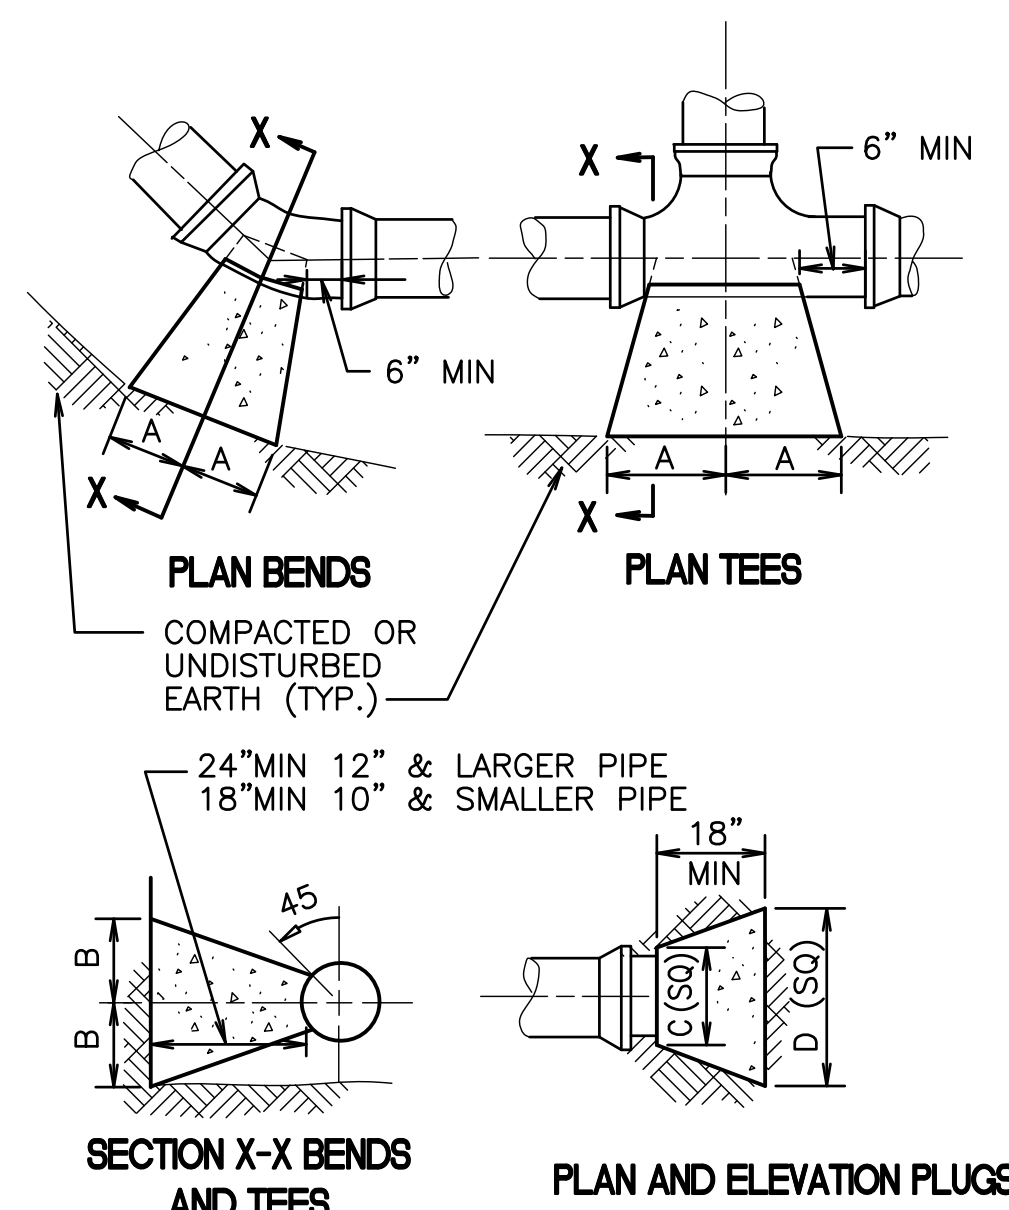 X
X
6” MIN
6” MIN
A
A
X
A
A
X
PLAN BENDS
PLAN TEES
COMPACTED OR
UNDISTURBED
EARTH (TYP.)
24”MIN 12” & LARGER PIPE
18”MIN 10” & SMALLER PIPE
18”
MIN
45
B
B
C (SQ)
D (SQ)
SECTION X-X BENDS
AND TEES
PLAN AND ELEVATION PLUGS